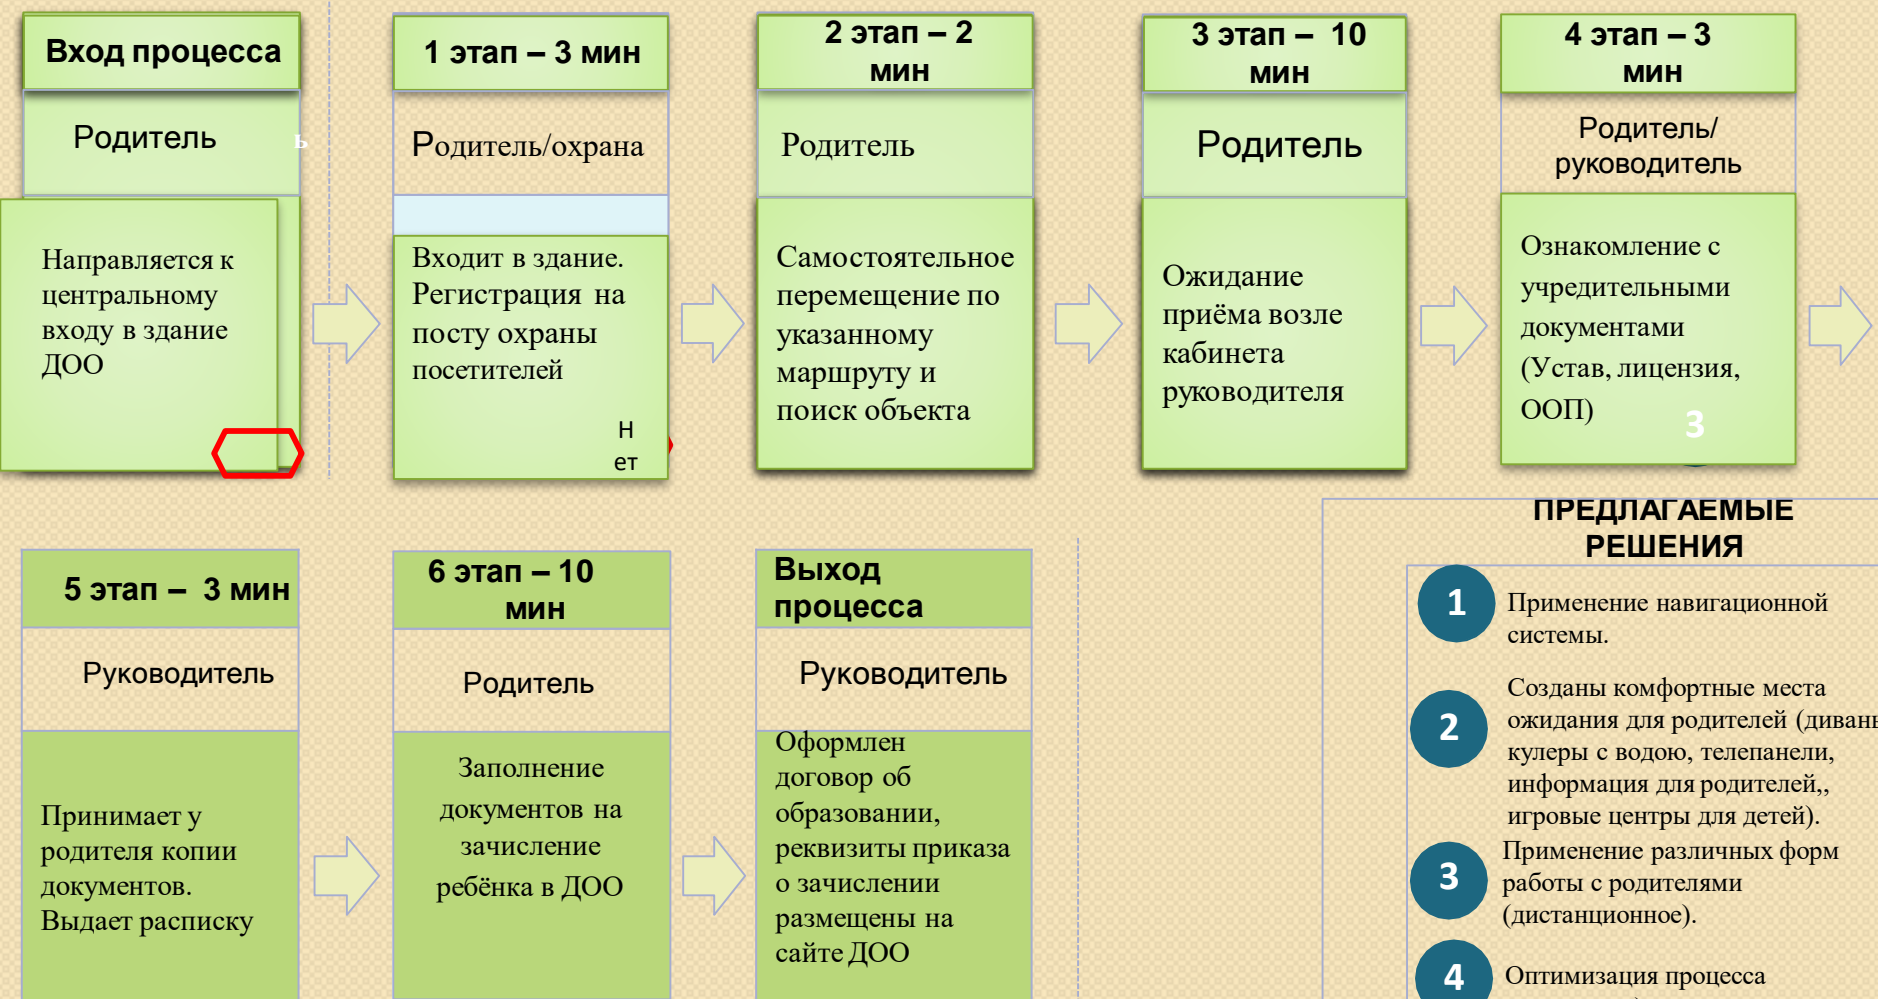 Вход процесса
Родитель
ь
Направляется к
центральному
входу в здание
ДОО
1 этап – 3 мин
Родитель/охрана
Входит в здание.
Регистрация на
посту охраны
посетителей
Н
ет
2 этап – 2
мин
Родитель
Самостоятельное
перемещение по
указанному
маршруту и
поиск объекта
3 этап – 10
мин
Родитель
Ожидание
приёма возле
кабинета
руководителя
4 этап – 3
мин
Родитель/
руководитель
Ознакомление с
учредительными
документами
(Устав, лицензия,
ООП)
3
5 этап – 3 мин
Руководитель
Принимает у
родителя копии
документов.
Выдает расписку
6 этап – 10
мин
Родитель
Заполнение
документов на
зачисление
ребёнка в ДОО
Выход
процесса
Руководитель
Оформлен
договор об
образовании,
реквизиты приказа
о зачислении
размещены на
сайте ДОО
ПРЕДЛАГАЕМЫЕ
РЕШЕНИЯ
1
Применение навигационной
системы.
2
Созданы комфортные места
ожидания для родителей (диваны
кулеры с водою, телепанели,
информация для родителей,,
игровые центры для детей).
3
Применение различных форм
работы с родителями
(дистанционное).
4
Оптимизация процесса